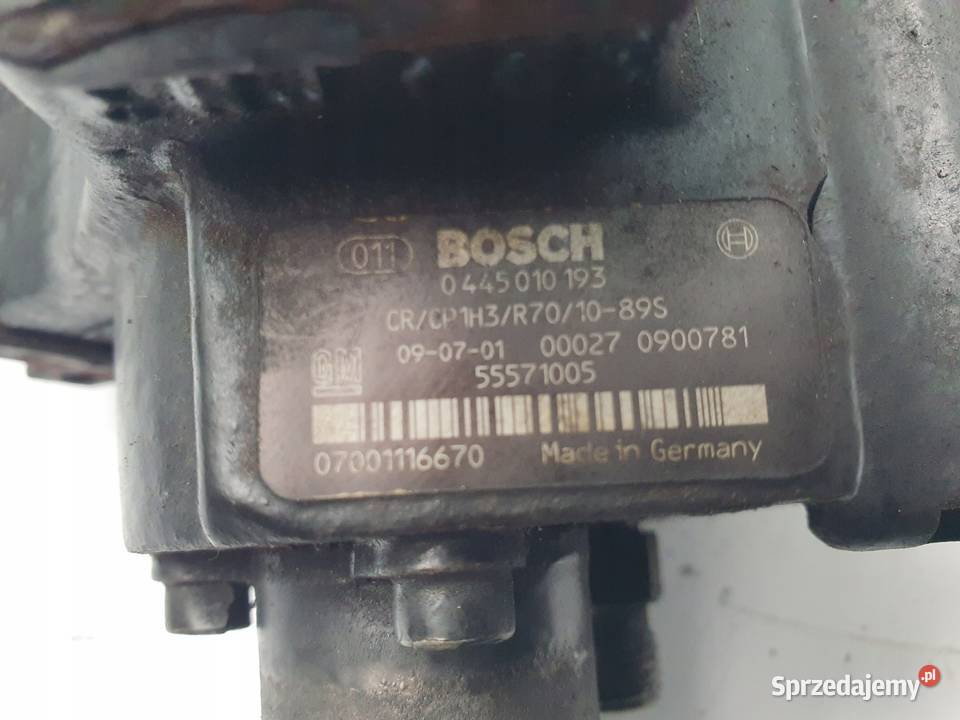 011 BOSCH
0 445 010 193
CR/CP1H3/R70/10-89S
GM 09-07-01 00027 0900781
55571005
07001116670 Made in Germany
Sprzedajemy.pl